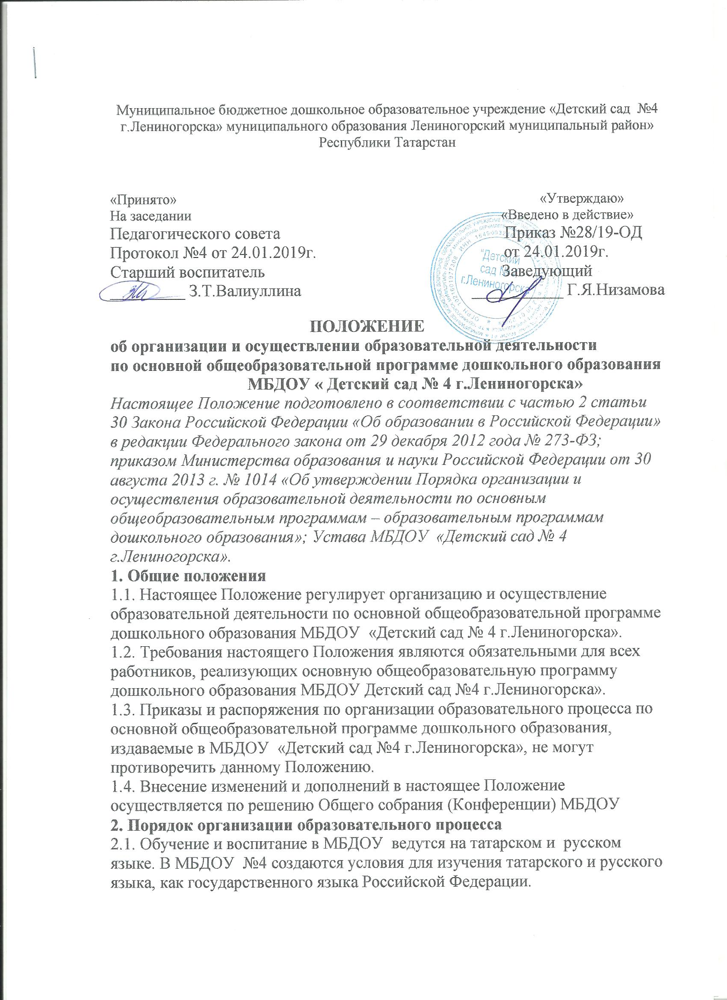 Муниципальное бюджетное дошкольное образовательное учреждение «Детский сад №4
г.Лениногорска» муниципального образования Лениногорский муниципальный район»
Республики Татарстан
«Принято»
На заседании
Педагогического совета
Протокол №4 от 24.01.2019г.
Старший воспитатель
____________ З.Т.Валиуллина
«Утверждаю»
«Введено в действие»
Приказ №28/19-ОД
от 24.01.2019г.
Заведующий
____________ Г.Я.Низамова
"Детский
сад
г.Лениногорска
ОГРН 1021601977308 ИНН
ПОЛОЖЕНИЕ
об организации и осуществлении образовательной деятельности
по основной общеобразовательной программе дошкольного образования
МБДОУ « Детский сад № 4 г.Лениногорска»
Настоящее Положение подготовлено в соответствии с частью 2 статьи
30 Закона Российской Федерации «Об образовании в Российской Федерации»
в редакции Федерального закона от 29 декабря 2012 года № 273-ФЗ;
приказом Министерства образования и науки Российской Федерации от 30
августа 2013 г. № 1014 «Об утверждении Порядка организации и
осуществления образовательной деятельности по основным
общеобразовательным программам – образовательным программам
дошкольного образования»; Устава МБДОУ «Детский сад № 4
г.Лениногорска».
1. Общие положения
1.1. Настоящее Положение регулирует организацию и осуществление
образовательной деятельности по основной общеобразовательной программе
дошкольного образования МБДОУ «Детский сад № 4 г.Лениногорска».
1.2. Требования настоящего Положения являются обязательными для всех
работников, реализующих основную общеобразовательную программу
дошкольного образования МБДОУ Детский сад №4 г.Лениногорска».
1.3. Приказы и распоряжения по организации образовательного процесса по
основной общеобразовательной программе дошкольного образования,
издаваемые в МБДОУ «Детский сад №4 г.Лениногорска», не могут
противоречить данному Положению.
1.4. Внесение изменений и дополнений в настоящее Положение
осуществляется по решению Общего собрания (Конференции) МБДОУ
2. Порядок организации образовательного процесса
2.1. Обучение и воспитание в МБДОУ ведутся на татарском и русском
языке. В МБДОУ №4 создаются условия для изучения татарского и русского
языка, как государственного языка Российской Федерации.